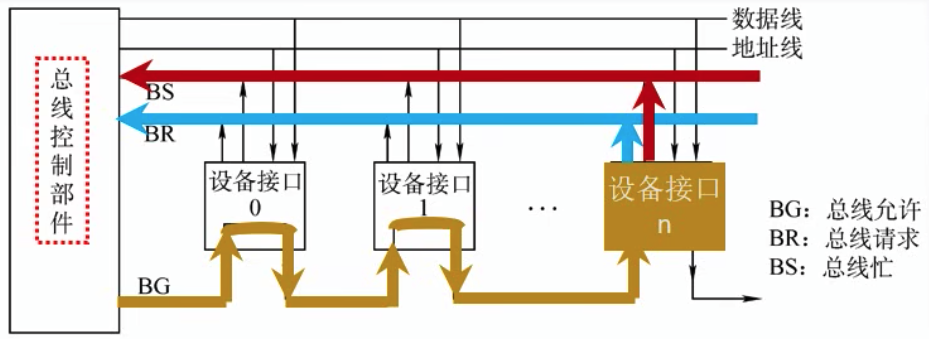 数据线
地址线
总线控制部件
BS
BR
设备接口
0
设备接口
1
...
设备接口
n
BG
BG：总线允许
BR：总线请求
BS：总线忙